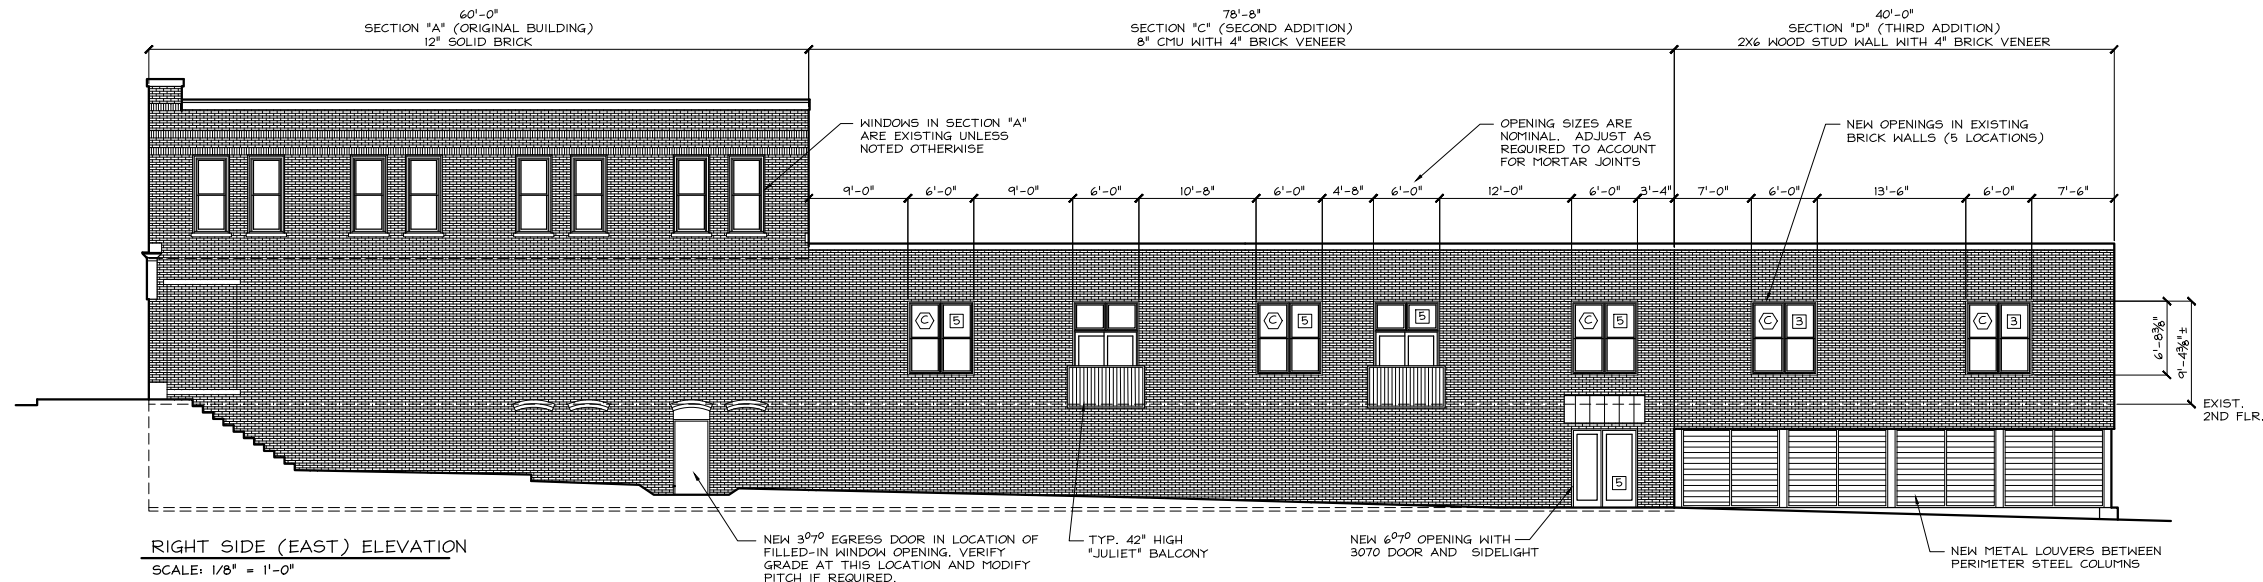 60'-0"
SECTION "A" (ORIGINAL BUILDING)
12" SOLID BRICK
78'-8"
SECTION "C" (SECOND ADDITION)
8" CMU WITH 4" BRICK VENEER
40'-0"
SECTION "D" (THIRD ADDITION)
2X6 WOOD STUD WALL WITH 4" BRICK VENEER
WINDOWS IN SECTION "A"
ARE EXISTING UNLESS
NOTED OTHERWISE
OPENING SIZES ARE
NOMINAL. ADJUST AS
REQUIRED TO ACCOUNT
FOR MORTAR JOINTS
NEW OPENINGS IN EXISTING
BRICK WALLS (5 LOCATIONS)
9'-0" 6'-0" 9'-0" 6'-0" 10'-8" 6'-0" 4'-8" 6'-0" 12'-0" 6'-0" 3'-4" 7'-0" 6'-0" 13'-6" 6'-0" 7'-6"
C 5 C 5 5 C 5 C 3 C 3
6'-8⅜"
9'-4⅜"±
EXIST.
2ND FLR.
5
NEW 3⁰7⁰ EGRESS DOOR IN LOCATION OF
FILLED-IN WINDOW OPENING. VERIFY
GRADE AT THIS LOCATION AND MODIFY
PITCH IF REQUIRED.
TYP. 42" HIGH
"JULIET" BALCONY
NEW 6⁰7⁰ OPENING WITH
3070 DOOR AND SIDELIGHT
NEW METAL LOUVERS BETWEEN
PERIMETER STEEL COLUMNS
RIGHT SIDE (EAST) ELEVATION
SCALE: 1/8" = 1'-0"